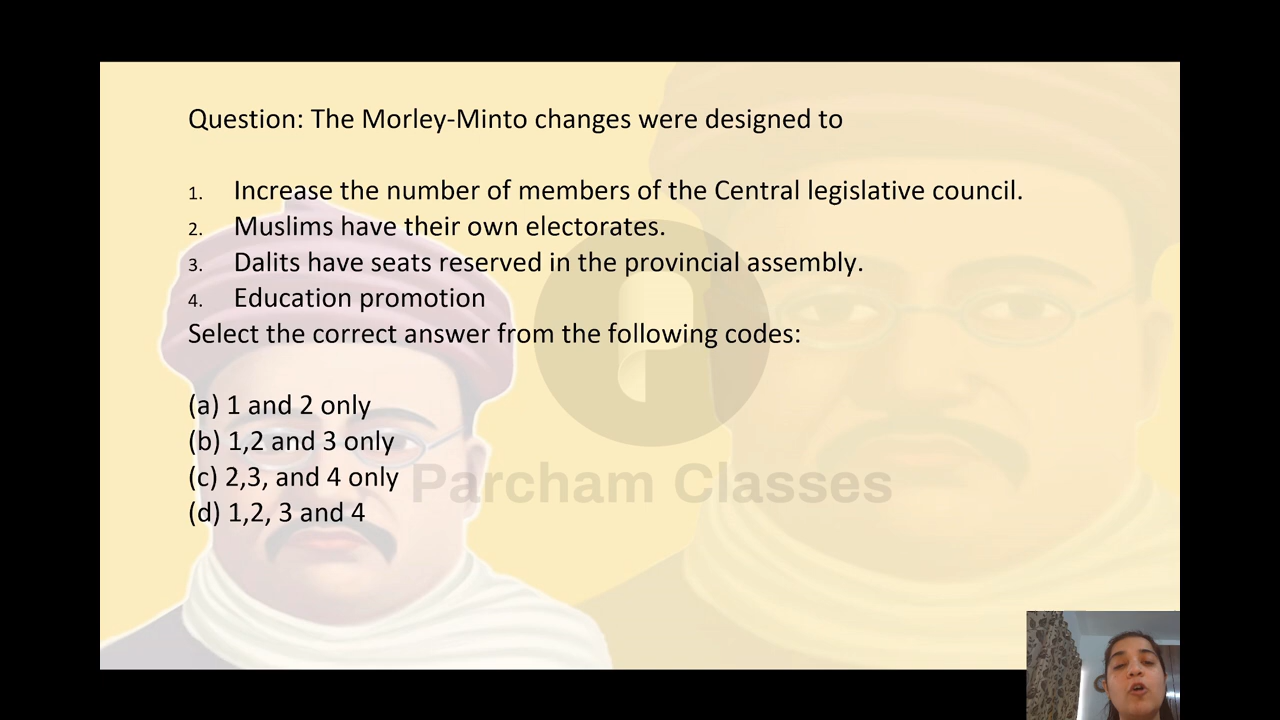 Question: The Morley-Minto changes were designed to
1. Increase the number of members of the Central legislative council.
2. Muslims have their own electorates.
3. Dalits have seats reserved in the provincial assembly.
4. Education promotion
Select the correct answer from the following codes:
(a) 1 and 2 only
(b) 1,2 and 3 only
(c) 2,3, and 4 only
Parcham Classes
(d) 1,2, 3 and 4